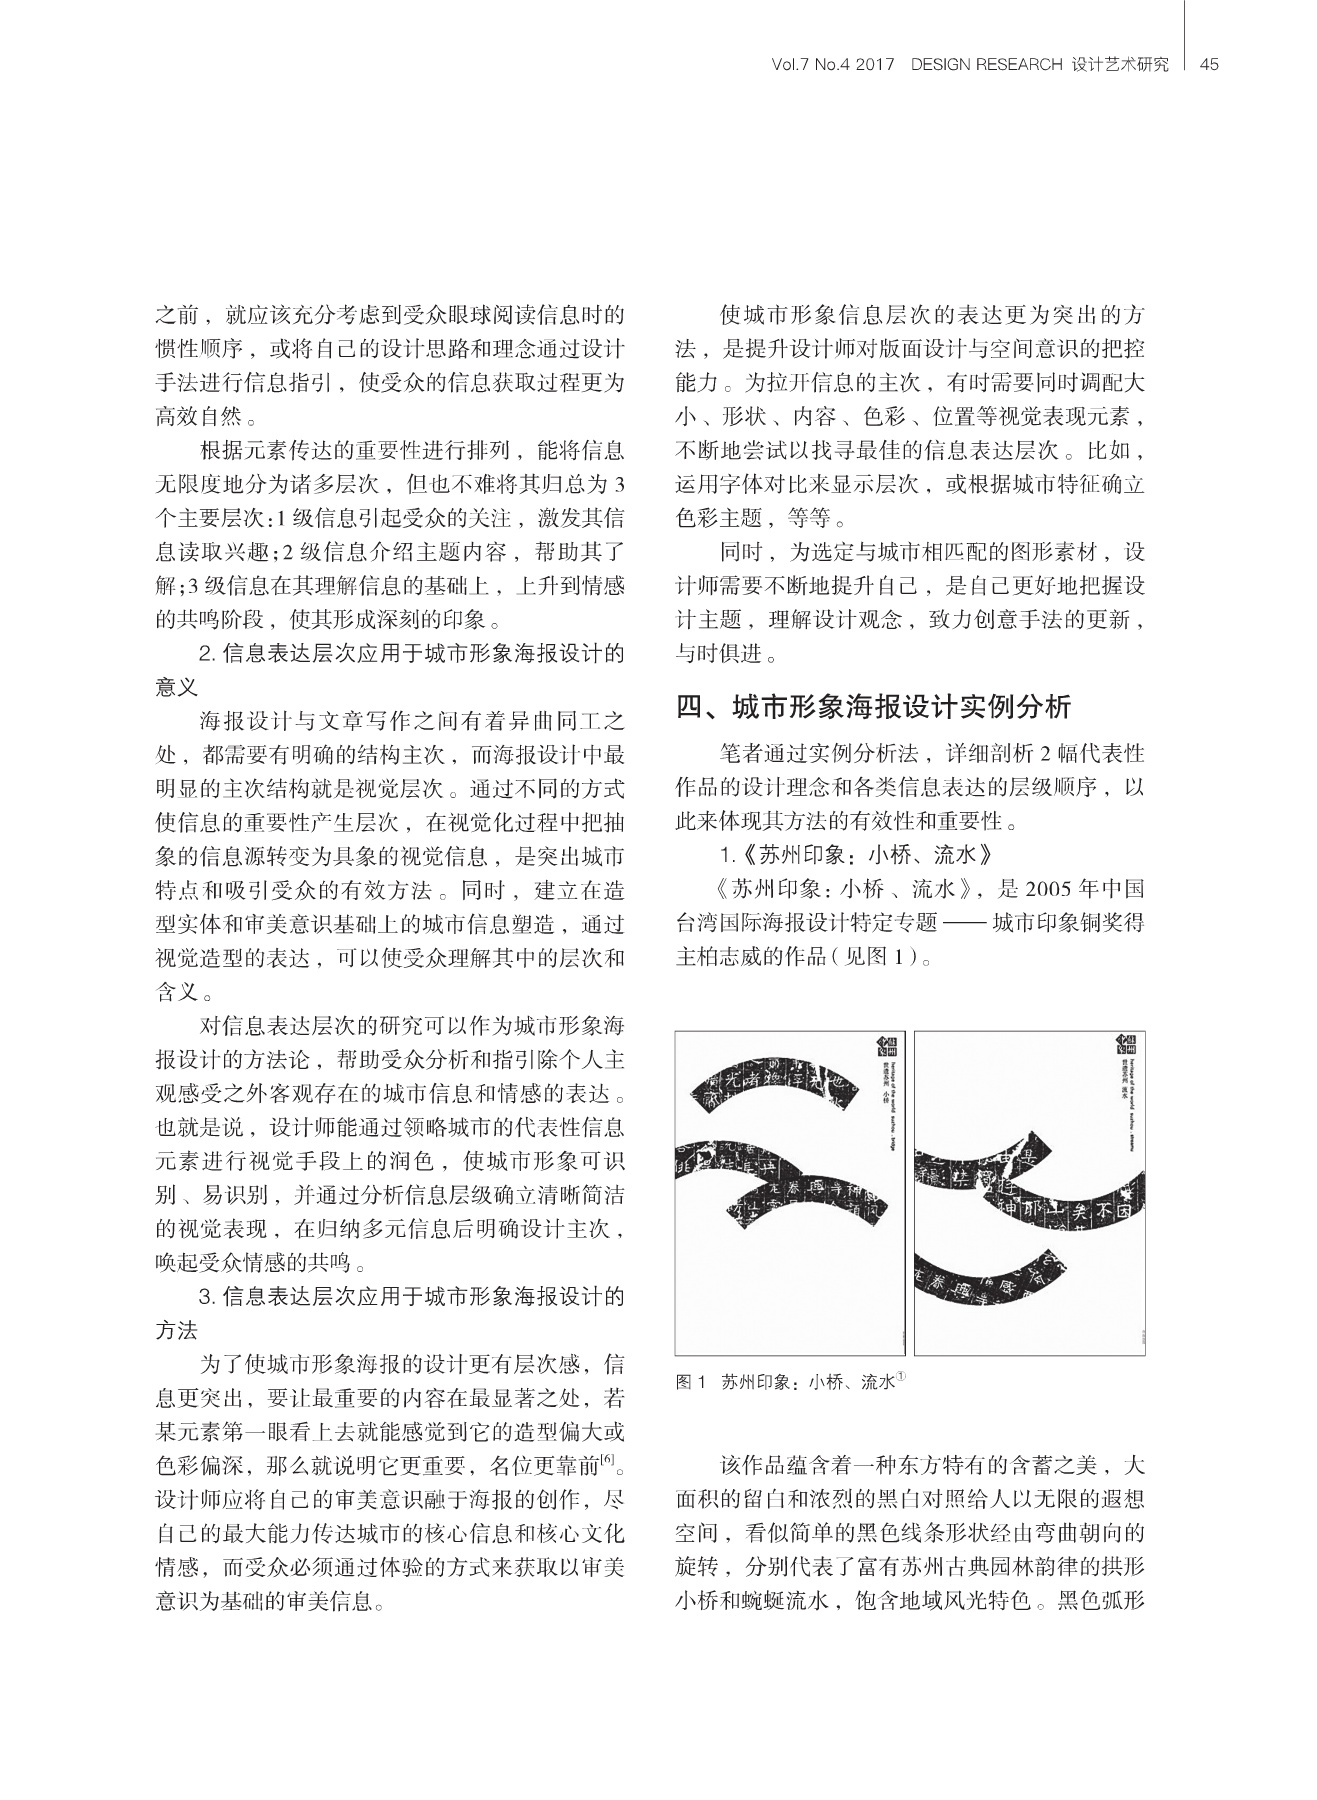 Vol.7 No.4 2017 DESIGN RESEARCH 设计艺术研究 45
之前，就应该充分考虑到受众眼球阅读信息时的
惯性顺序，或将自己的设计思路和理念通过设计
手法进行信息指引，使受众的信息获取过程更为
高效自然。
根据元素传达的重要性进行排列，能将信息
无限度地分为诸多层次，但也不难将其归总为 3
个主要层次:1 级信息引起受众的关注，激发其信
息读取兴趣;2 级信息介绍主题内容，帮助其了
解;3 级信息在其理解信息的基础上，上升到情感
的共鸣阶段，使其形成深刻的印象。
2. 信息表达层次应用于城市形象海报设计的
意义
海报设计与文章写作之间有着异曲同工之
处，都需要有明确的结构主次，而海报设计中最
明显的主次结构就是视觉层次。通过不同的方式
使信息的重要性产生层次，在视觉化过程中把抽
象的信息源转变为具象的视觉信息，是突出城市
特点和吸引受众的有效方法。同时，建立在造
型实体和审美意识基础上的城市信息塑造，通过
视觉造型的表达，可以使受众理解其中的层次和
含义。
对信息表达层次的研究可以作为城市形象海
报设计的方法论，帮助受众分析和指引除个人主
观感受之外客观存在的城市信息和情感的表达。
也就是说，设计师能通过领略城市的代表性信息
元素进行视觉手段上的润色，使城市形象可识
别、易识别，并通过分析信息层级确立清晰简洁
的视觉表现，在归纳多元信息后明确设计主次，
唤起受众情感的共鸣。
3. 信息表达层次应用于城市形象海报设计的
方法
为了使城市形象海报的设计更有层次感，信
息更突出，要让最重要的内容在最显著之处，若
某元素第一眼看上去就能感觉到它的造型偏大或
色彩偏深，那么就说明它更重要，名位更靠前[6]。
设计师应将自己的审美意识融于海报的创作，尽
自己的最大能力传达城市的核心信息和核心文化
情感，而受众必须通过体验的方式来获取以审美
意识为基础的审美信息。
使城市形象信息层次的表达更为突出的方
法，是提升设计师对版面设计与空间意识的把控
能力。为拉开信息的主次，有时需要同时调配大
小、形状、内容、色彩、位置等视觉表现元素，
不断地尝试以找寻最佳的信息表达层次。比如，
运用字体对比来显示层次，或根据城市特征确立
色彩主题，等等。
同时，为选定与城市相匹配的图形素材，设
计师需要不断地提升自己，是自己更好地把握设
计主题，理解设计观念，致力创意手法的更新，
与时俱进。
四、城市形象海报设计实例分析
笔者通过实例分析法，详细剖析 2 幅代表性
作品的设计理念和各类信息表达的层级顺序，以
此来体现其方法的有效性和重要性。
1.《苏州印象：小桥、流水》
《苏州印象：小桥、流水》，是 2005 年中国
台湾国际海报设计特定专题——城市印象铜奖得
主柏志威的作品（见图 1）。
heritage of the world suzhou . bridge
世遗苏州 小桥
heritage of the world suzhou . streams
世遗苏州 流水
图 1 苏州印象：小桥、流水①
该作品蕴含着一种东方特有的含蓄之美，大
面积的留白和浓烈的黑白对照给人以无限的遐想
空间，看似简单的黑色线条形状经由弯曲朝向的
旋转，分别代表了富有苏州古典园林韵律的拱形
小桥和蜿蜒流水，饱含地域风光特色。黑色弧形